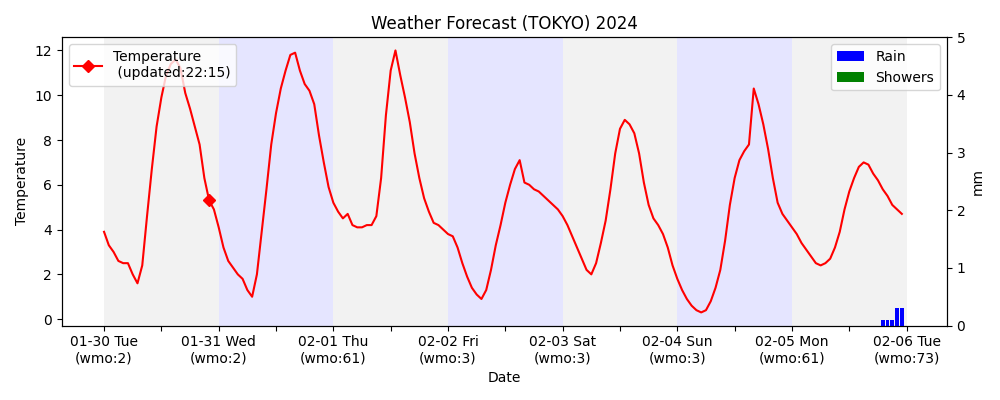 Weather Forecast (TOKYO) 2024
Temperature
(updated:22:15)
Rain
Showers
12
10
8
6
4
2
0
Temperature
5
4
3
2
1
0
mm
01-30 Tue
(wmo:2)
01-31 Wed
(wmo:2)
02-01 Thu
(wmo:61)
02-02 Fri
(wmo:3)
02-03 Sat
(wmo:3)
02-04 Sun
(wmo:3)
02-05 Mon
(wmo:61)
02-06 Tue
(wmo:73)
Date